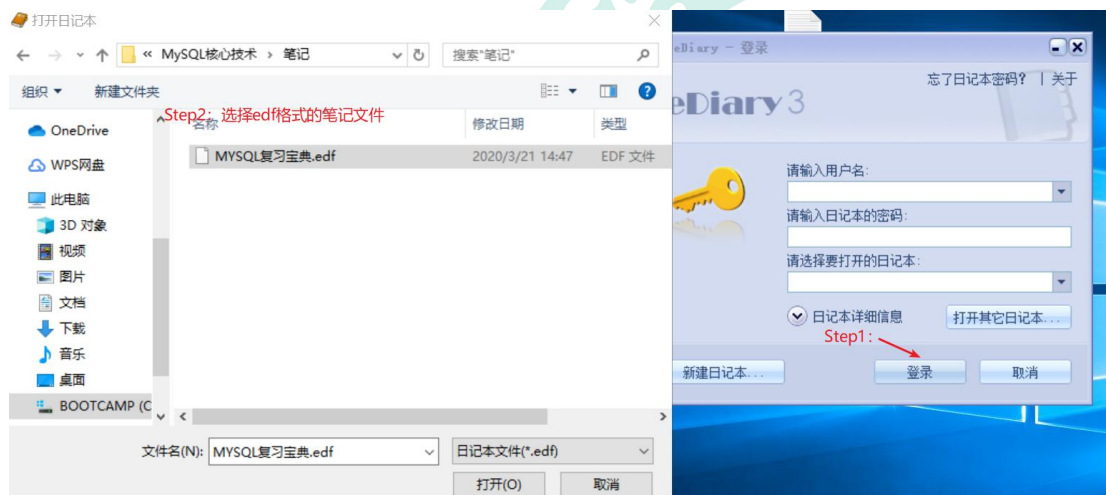 打开日记本
« MySQL核心技术 › 笔记
搜索"笔记"
组织
新建文件夹
Step2：选择edf格式的笔记文件
名称
修改日期
类型
OneDrive
WPS网盘
此电脑
3D 对象
视频
图片
文档
下载
音乐
桌面
BOOTCAMP (C
MYSQL复习宝典.edf
2020/3/21 14:47
EDF 文件
文件名(N):
MYSQL复习宝典.edf
日记本文件(*.edf)
打开(O)
取消
eDiary - 登录
忘了日记本密码? | 关于
eDiary 3
请输入用户名:
请输入日记本的密码:
请选择要打开的日记本:
日记本详细信息
打开其它日记本...
Step1：
新建日记本...
登录
取消